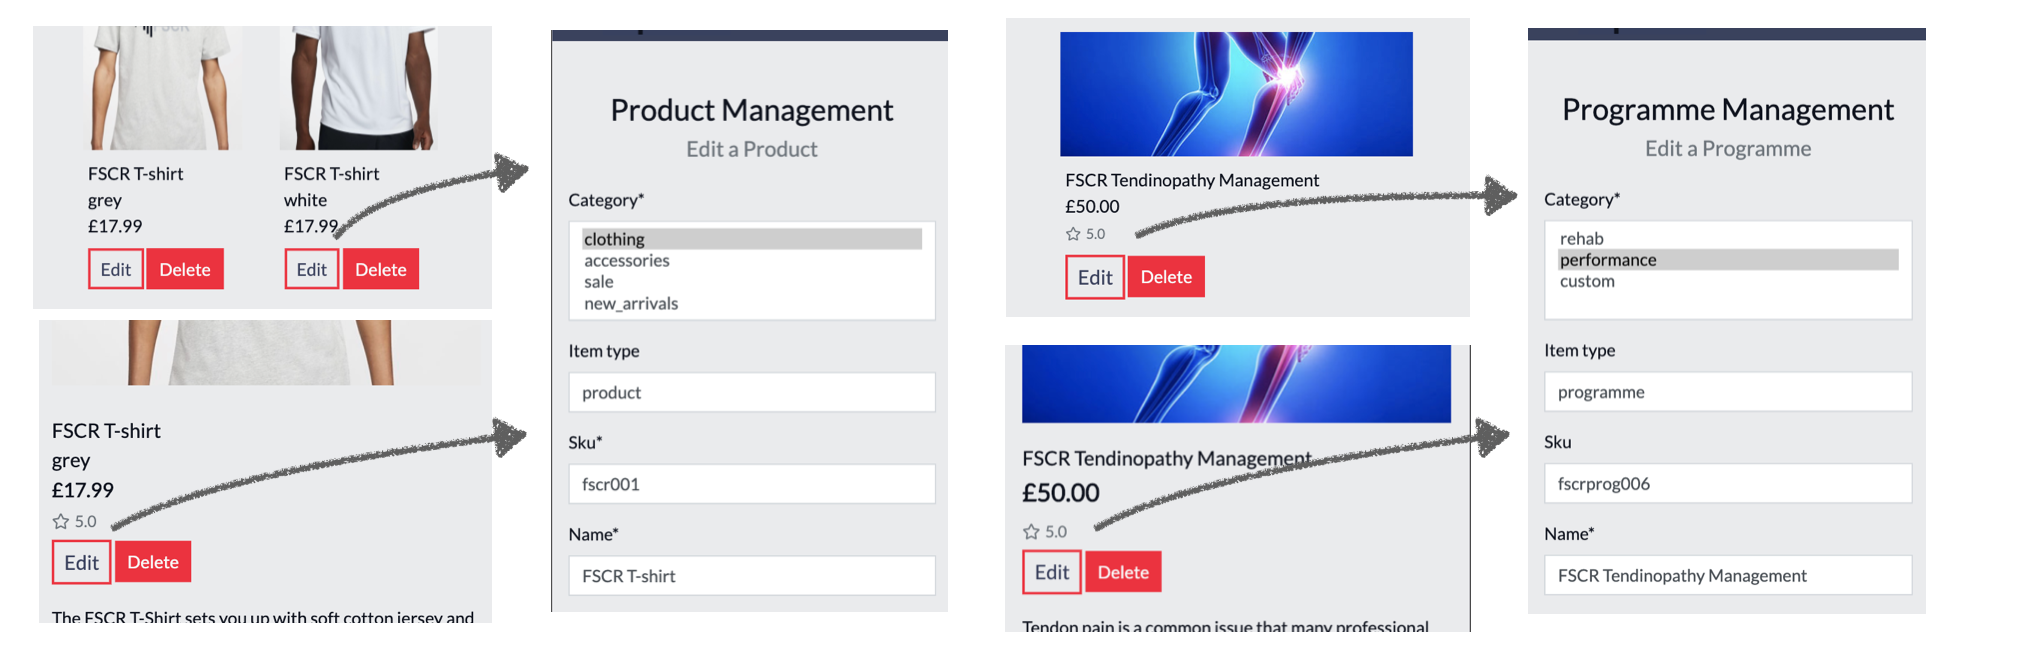 FSCR
FSCR T-shirt
grey
£17.99
Edit Delete
FSCR T-shirt
white
£17.99
Edit Delete
FSCR T-shirt
grey
£17.99
5.0
Edit Delete
The FSCR T-Shirt sets you up with soft cotton jersey and
Product Management
Edit a Product
Category*
clothing
accessories
sale
new_arrivals
Item type
product
Sku*
fscr001
Name*
FSCR T-shirt
FSCR Tendinopathy Management
£50.00
5.0
Edit Delete
FSCR Tendinopathy Management
£50.00
5.0
Edit Delete
Tendon pain is a common issue that many professional
Programme Management
Edit a Programme
Category*
rehab
performance
custom
Item type
programme
Sku
fscrprog006
Name*
FSCR Tendinopathy Management